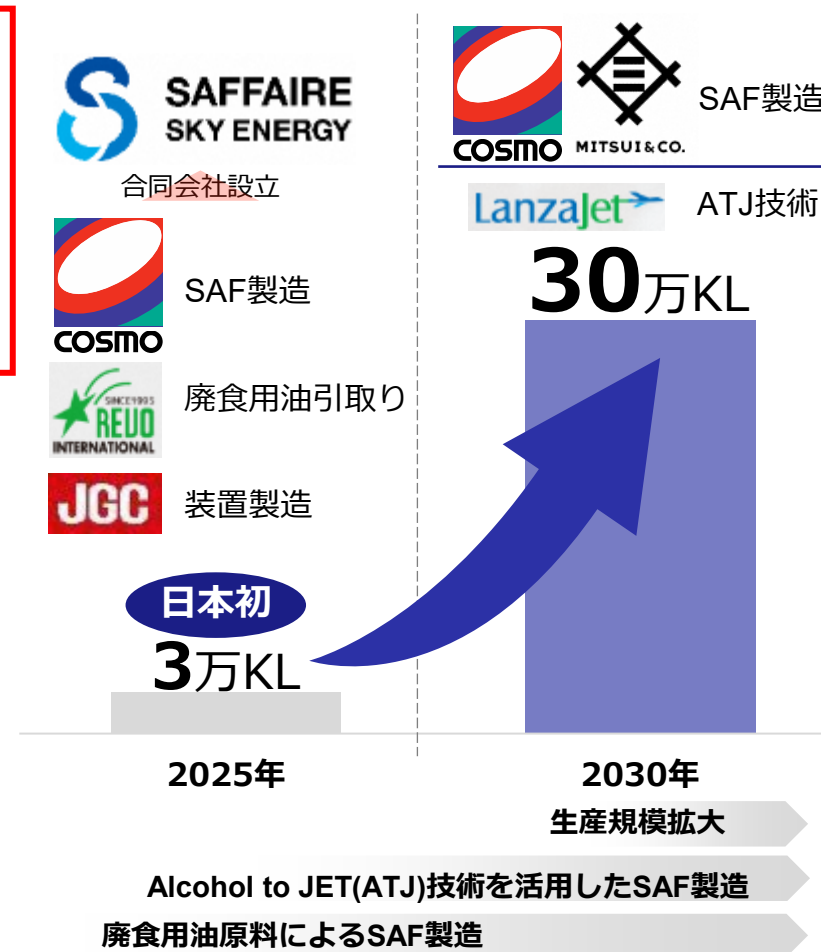 SAFFAIRE
SKY ENERGY
合同会社設立
COSMO
SAF製造
SINCE1995
REVO
INTERNATIONAL
廃食用油引取り
JGC
装置製造
日本初
3万KL
2025年
COSMO
MITSUI&CO.
SAF製造
LanzaJet
ATJ技術
30万KL
2030年
生産規模拡大
Alcohol to JET(ATJ)技術を活用したSAF製造
廃食用油原料によるSAF製造